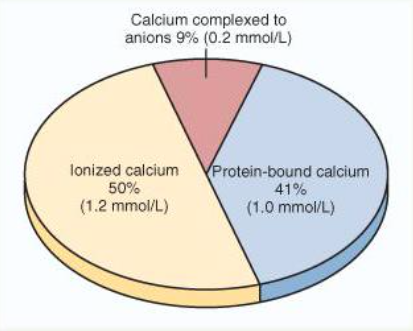 Calcium complexed to
anions 9% (0.2 mmol/L)
Ionized calcium
50%
(1.2 mmol/L)
Protein-bound calcium
41%
(1.0 mmol/L)